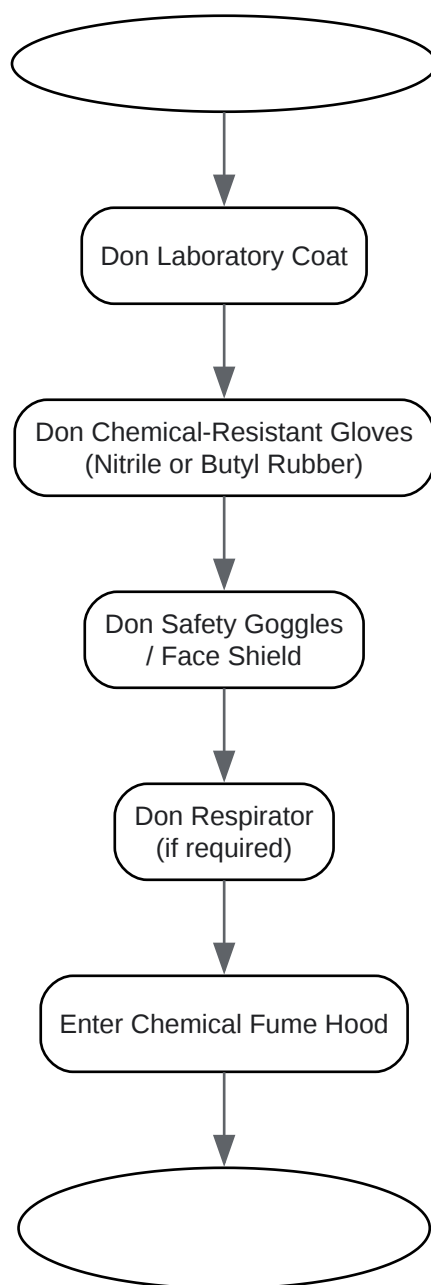 Don Laboratory Coat
Don Chemical-Resistant Gloves
(Nitrile or Butyl Rubber)
Don Safety Goggles
/ Face Shield
Don Respirator
(if required)
Enter Chemical Fume Hood